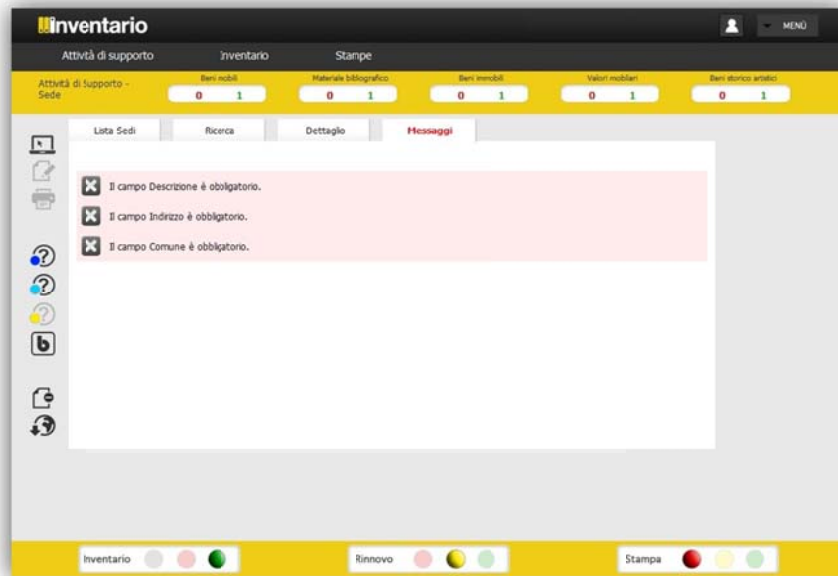 inventario
MENÙ
Attività di supporto Inventario Stampe
Attività di Supporto - Sede
Beni mobili Materiale bibliografico Beni immobili Valori mobiliari Beni storico artistici
0 1 0 1 0 1 0 1 0 1
Lista Sedi Ricerca Dettaglio Messaggi
Il campo Descrizione è obbligatorio.
Il campo Indirizzo è obbligatorio.
Il campo Comune è obbligatorio.
Inventario Rinnovo Stampa